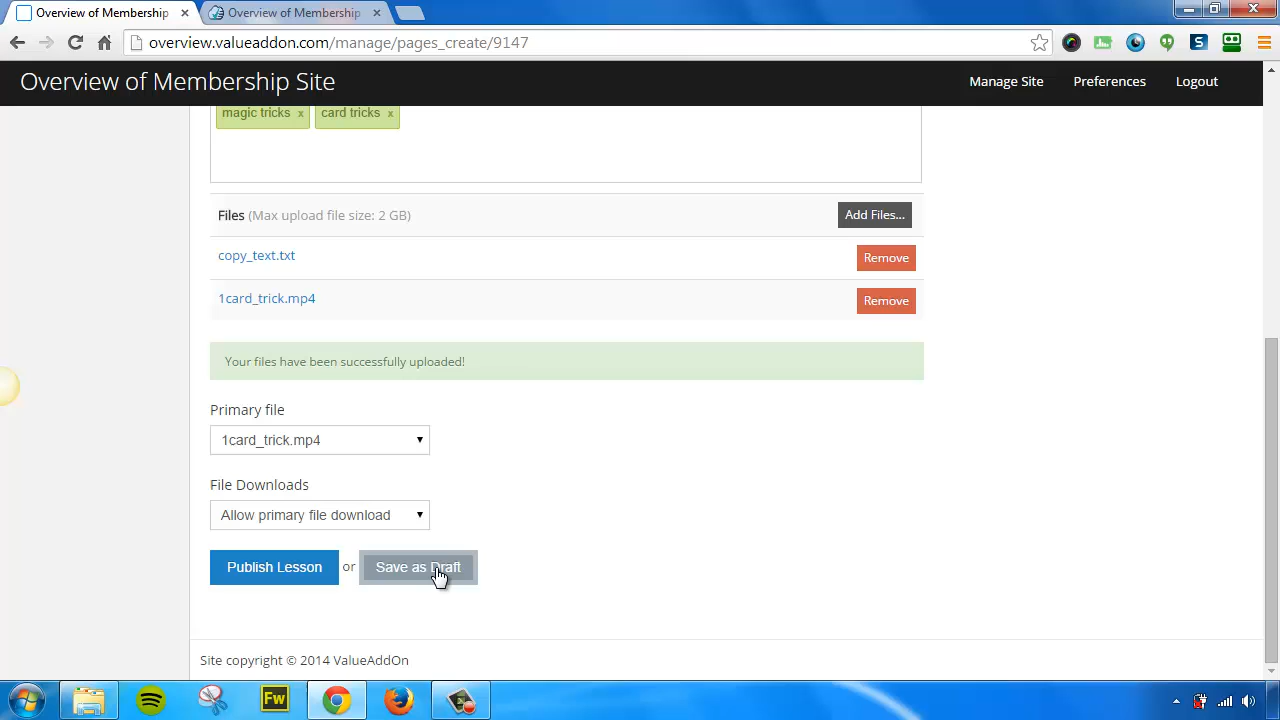 Overview of Membership x
Overview of Membership x
overview.valueaddon.com/manage/pages_create/9147
Overview of Membership Site
Manage Site Preferences Logout
magic tricks x card tricks x
Files (Max upload file size: 2 GB)
Add Files...
copy_text.txt
Remove
1card_trick.mp4
Remove
Your files have been successfully uploaded!
Primary file
1card_trick.mp4
File Downloads
Allow primary file download
Publish Lesson or Save as Draft
Site copyright © 2014 ValueAddOn
Fw